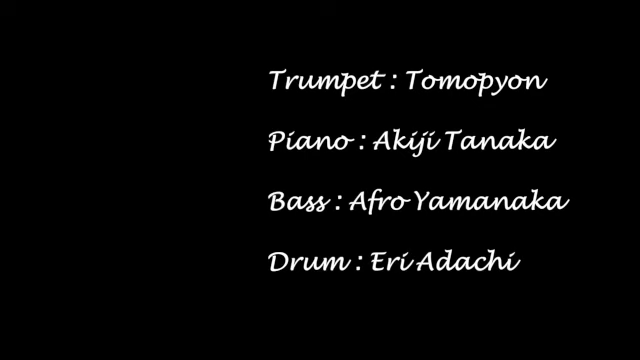 Trumpet : Tomopyon
Piano : Akiji Tanaka
Bass : Afro Yamanaka
Drum : Eri Adachi